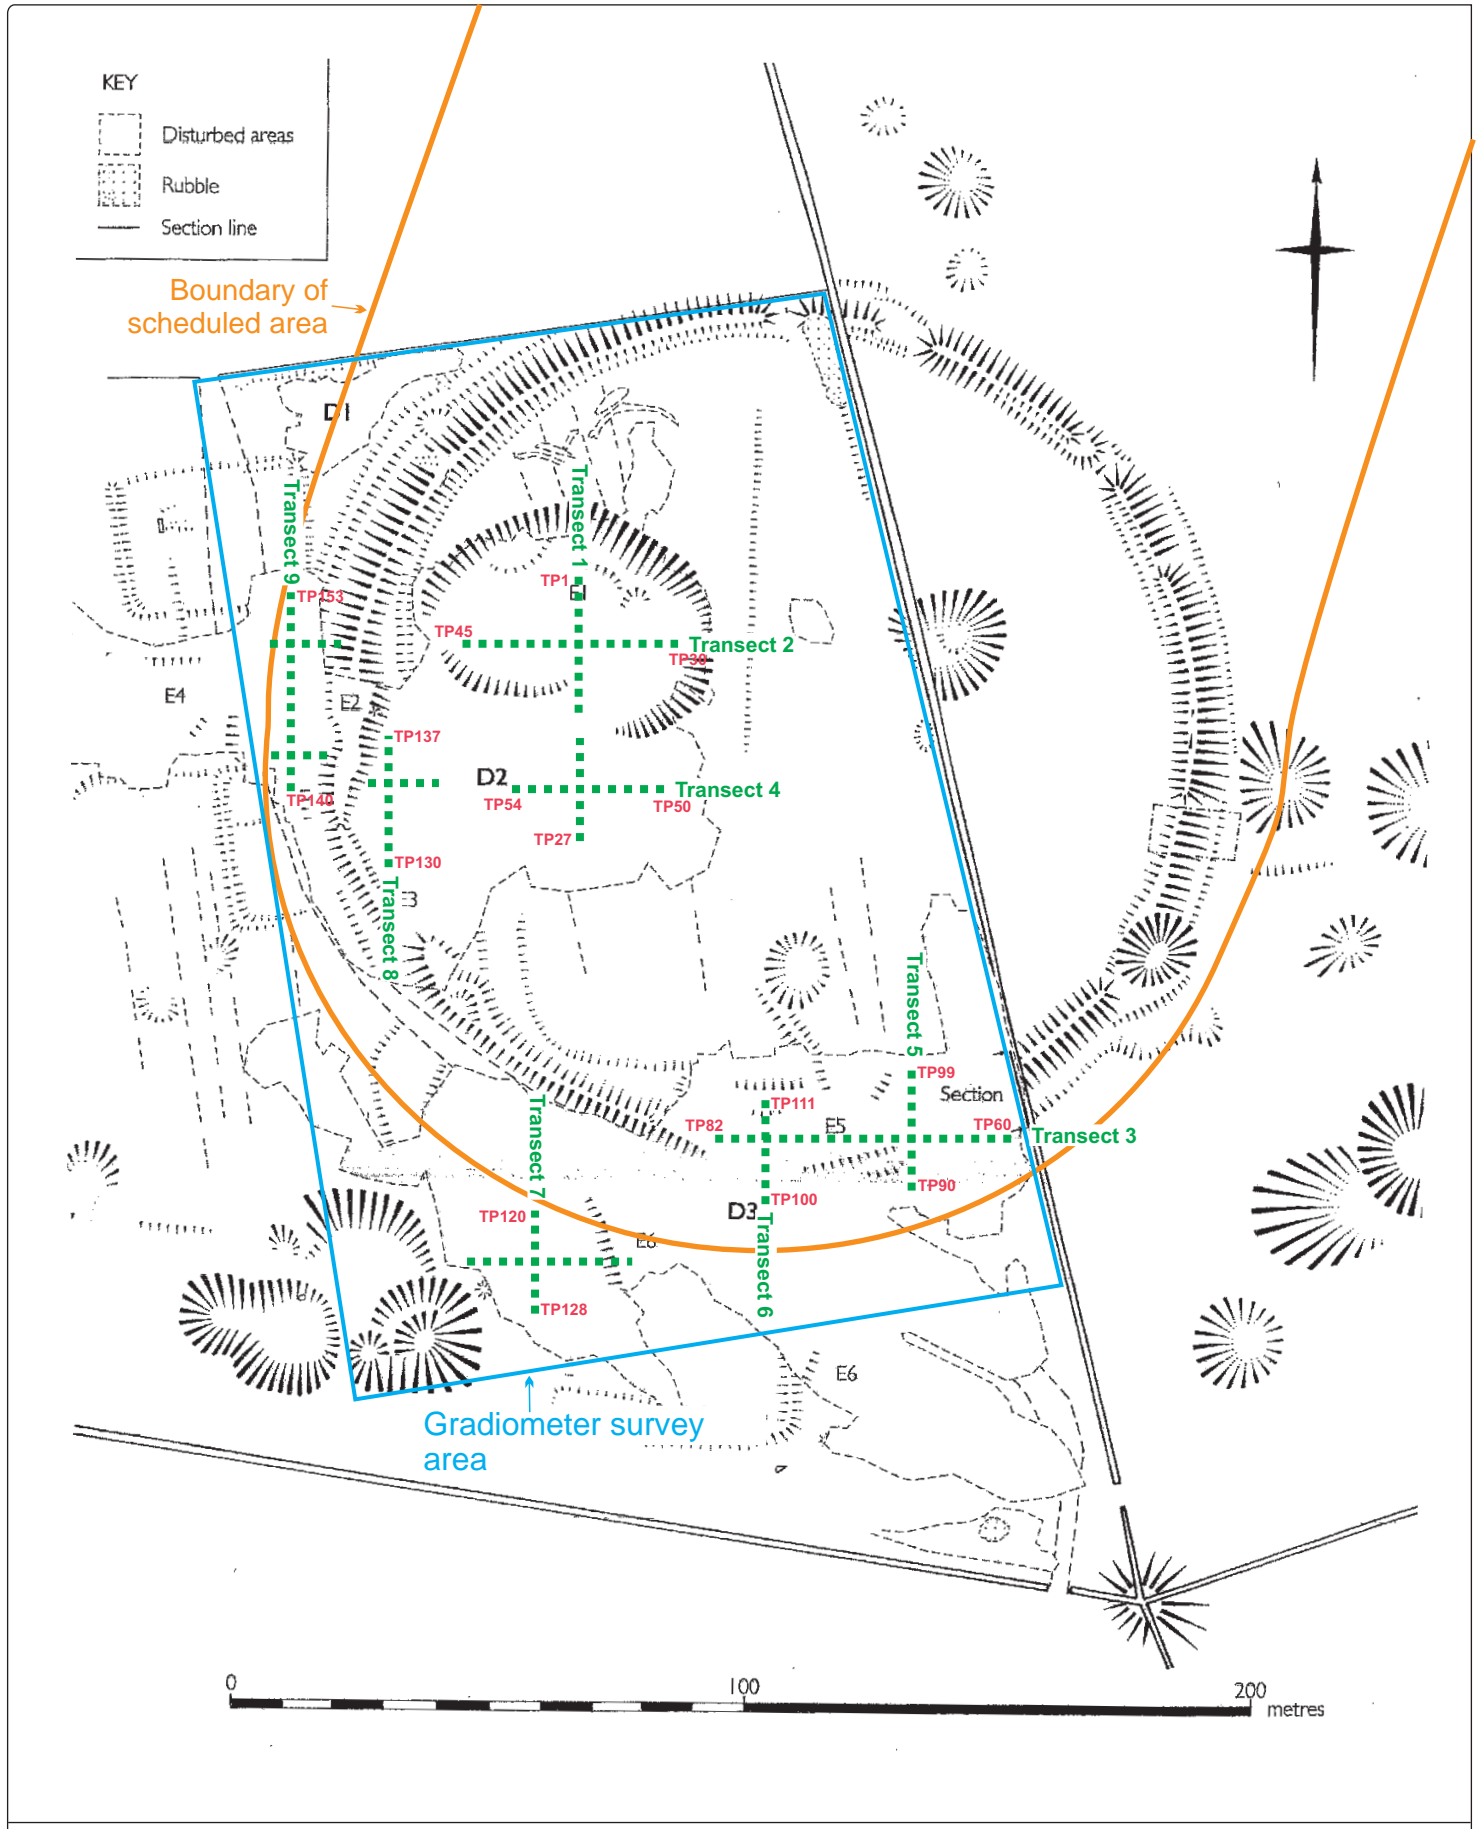 KEY
Disturbed areas
Rubble
Section line
Boundary of
scheduled area
D1
Transect 9
Transect 1
TP1
E1
TP153
TP45
Transect 2
TP30
E4
E2
TP137
D2
Transect 4
TP54
TP50
TP140
TP27
TP130
E3
Transect 8
Transect 5
TP99
Section
TP111
TP82
E5
TP60
Transect 3
Transect 7
TP90
TP100
D3
TP120
E6
Transect 6
TP128
E6
Gradiometer survey
area
0
100
200
metres